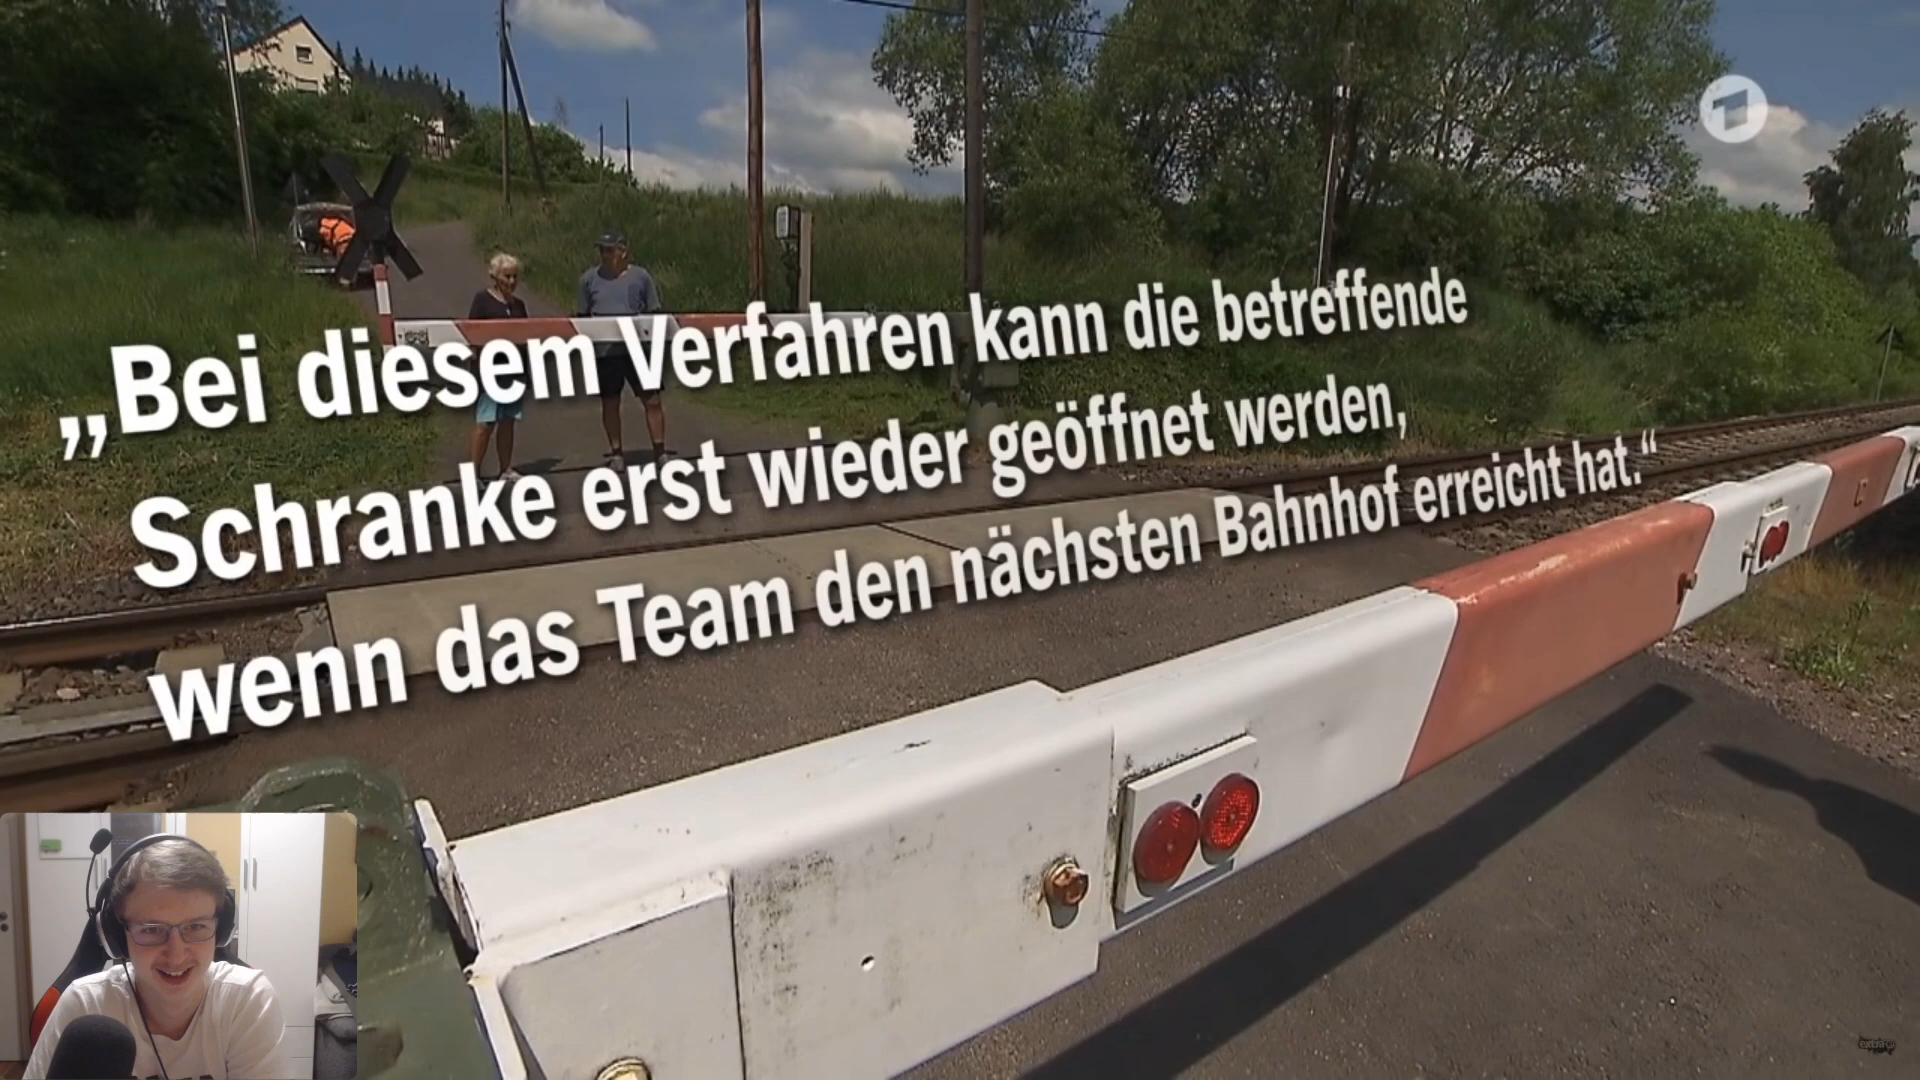 „Bei diesem Verfahren kann die betreffende
Schranke erst wieder geöffnet werden,
wenn das Team den nächsten Bahnhof erreicht hat.“
extra